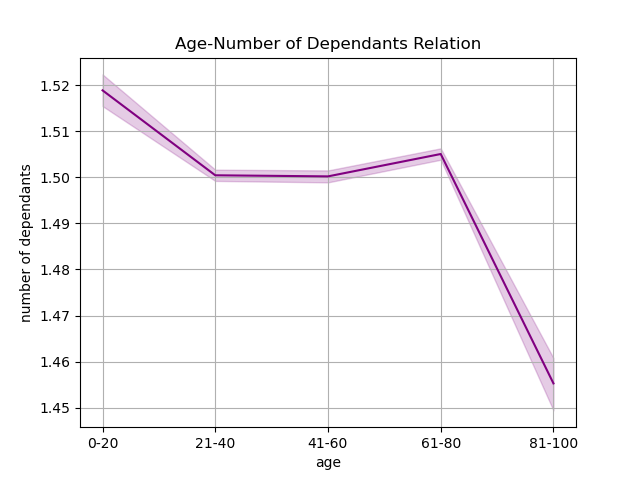 Age-Number of Dependants Relation
1.52
1.51
1.50
1.49
1.48
1.47
1.46
1.45
number of dependants
0-20 21-40 41-60 61-80 81-100
age